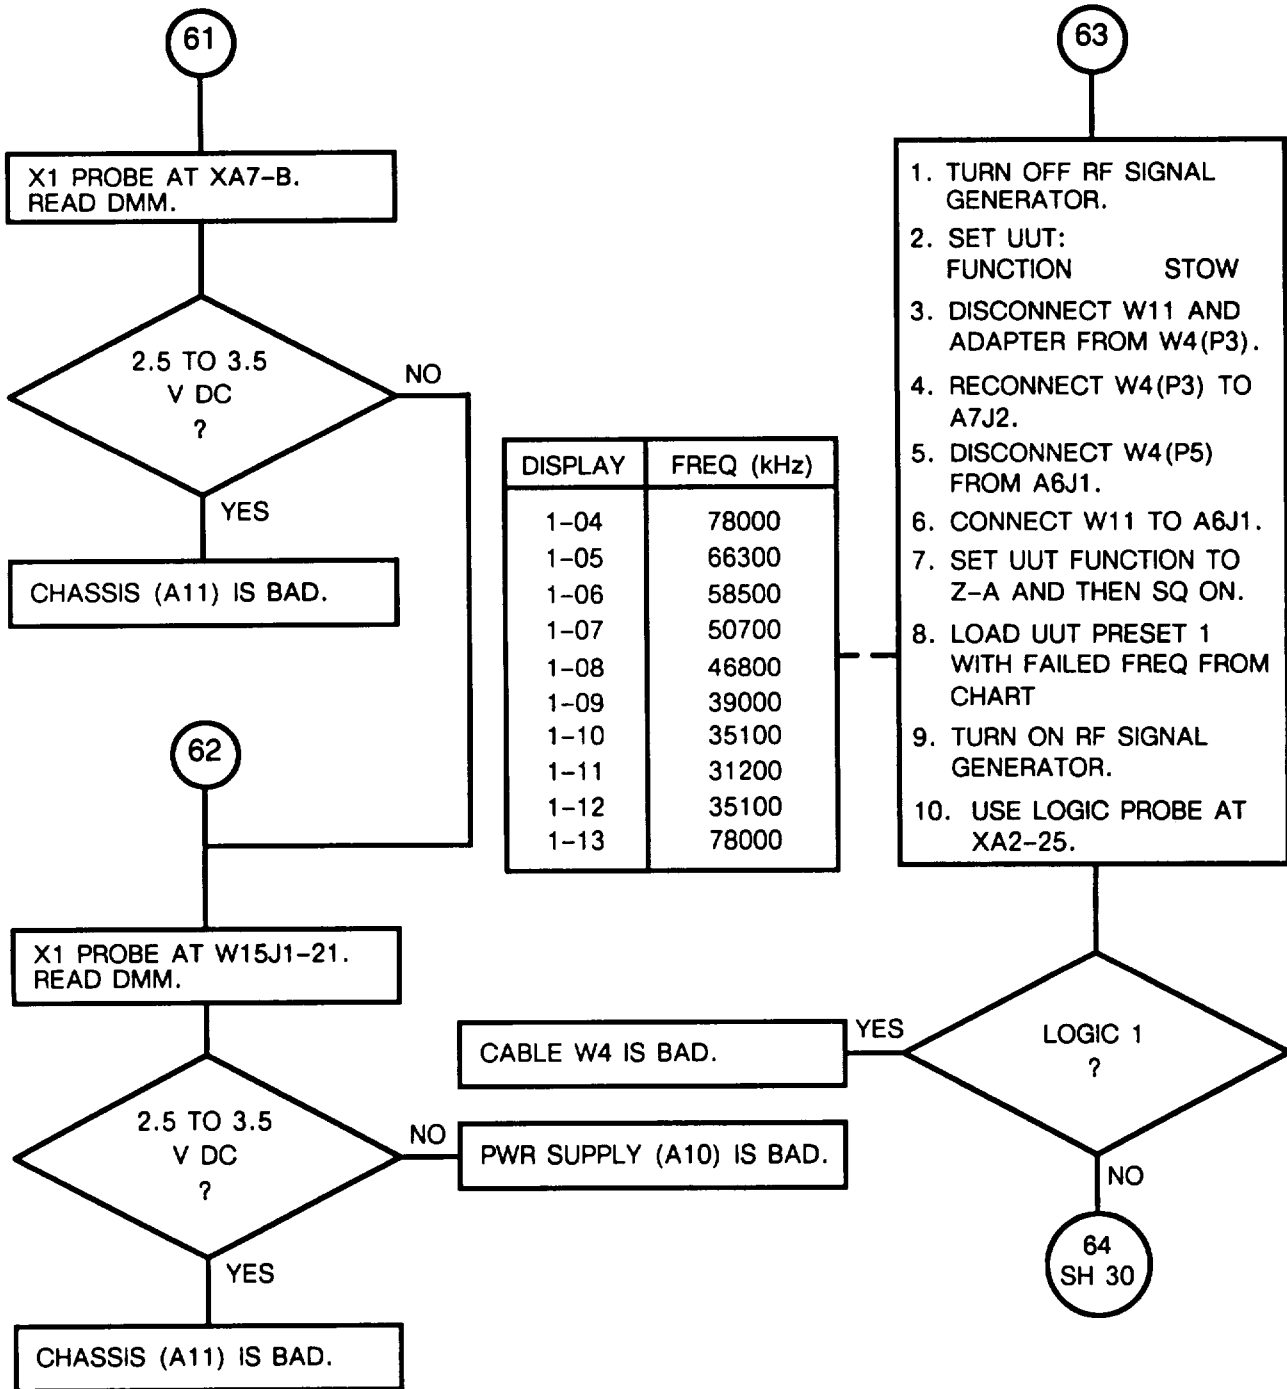 61
X1 PROBE AT XA7-B.
READ DMM.
2.5 TO 3.5
V DC
?
NO
YES
CHASSIS (A11) IS BAD.
62
X1 PROBE AT W15J1-21.
READ DMM.
2.5 TO 3.5
V DC
?
NO
PWR SUPPLY (A10) IS BAD.
YES
CHASSIS (A11) IS BAD.
DISPLAY FREQ (kHz)
1-04 78000
1-05 66300
1-06 58500
1-07 50700
1-08 46800
1-09 39000
1-10 35100
1-11 31200
1-12 35100
1-13 78000
63
1. TURN OFF RF SIGNAL
GENERATOR.
2. SET UUT:
FUNCTION STOW
3. DISCONNECT W11 AND
ADAPTER FROM W4(P3).
4. RECONNECT W4(P3) TO
A7J2.
5. DISCONNECT W4(P5)
FROM A6J1.
6. CONNECT W11 TO A6J1.
7. SET UUT FUNCTION TO
Z-A AND THEN SQ ON.
8. LOAD UUT PRESET 1
WITH FAILED FREQ FROM
CHART
9. TURN ON RF SIGNAL
GENERATOR.
10. USE LOGIC PROBE AT
XA2-25.
LOGIC 1
?
YES
CABLE W4 IS BAD.
NO
64
SH 30